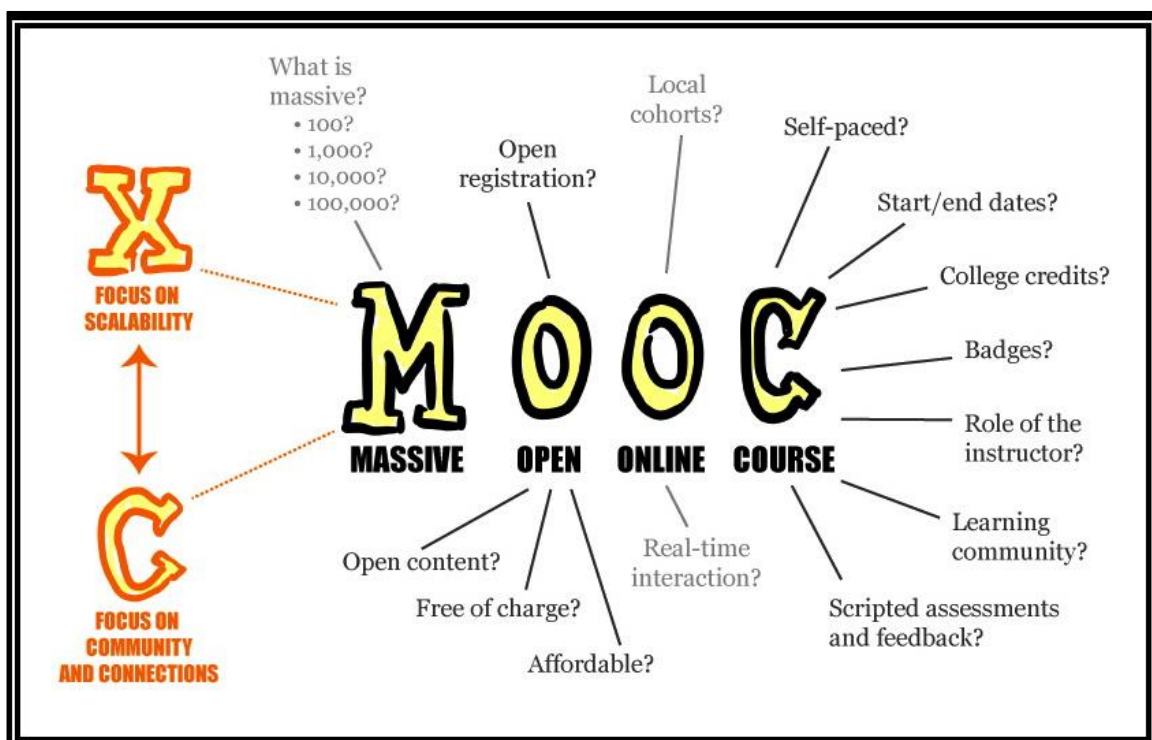 What is
massive?
• 100?
• 1,000?
• 10,000?
• 100,000?
Open
registration?
Local
cohorts?
Self-paced?
Start/end dates?
College credits?
Badges?
Role of the
instructor?
Learning
community?
Scripted assessments
and feedback?
X
FOCUS ON
SCALABILITY
C
FOCUS ON
COMMUNITY
AND CONNECTIONS
MOOC
MASSIVE OPEN ONLINE COURSE
Open content?
Free of charge?
Affordable?
Real-time
interaction?